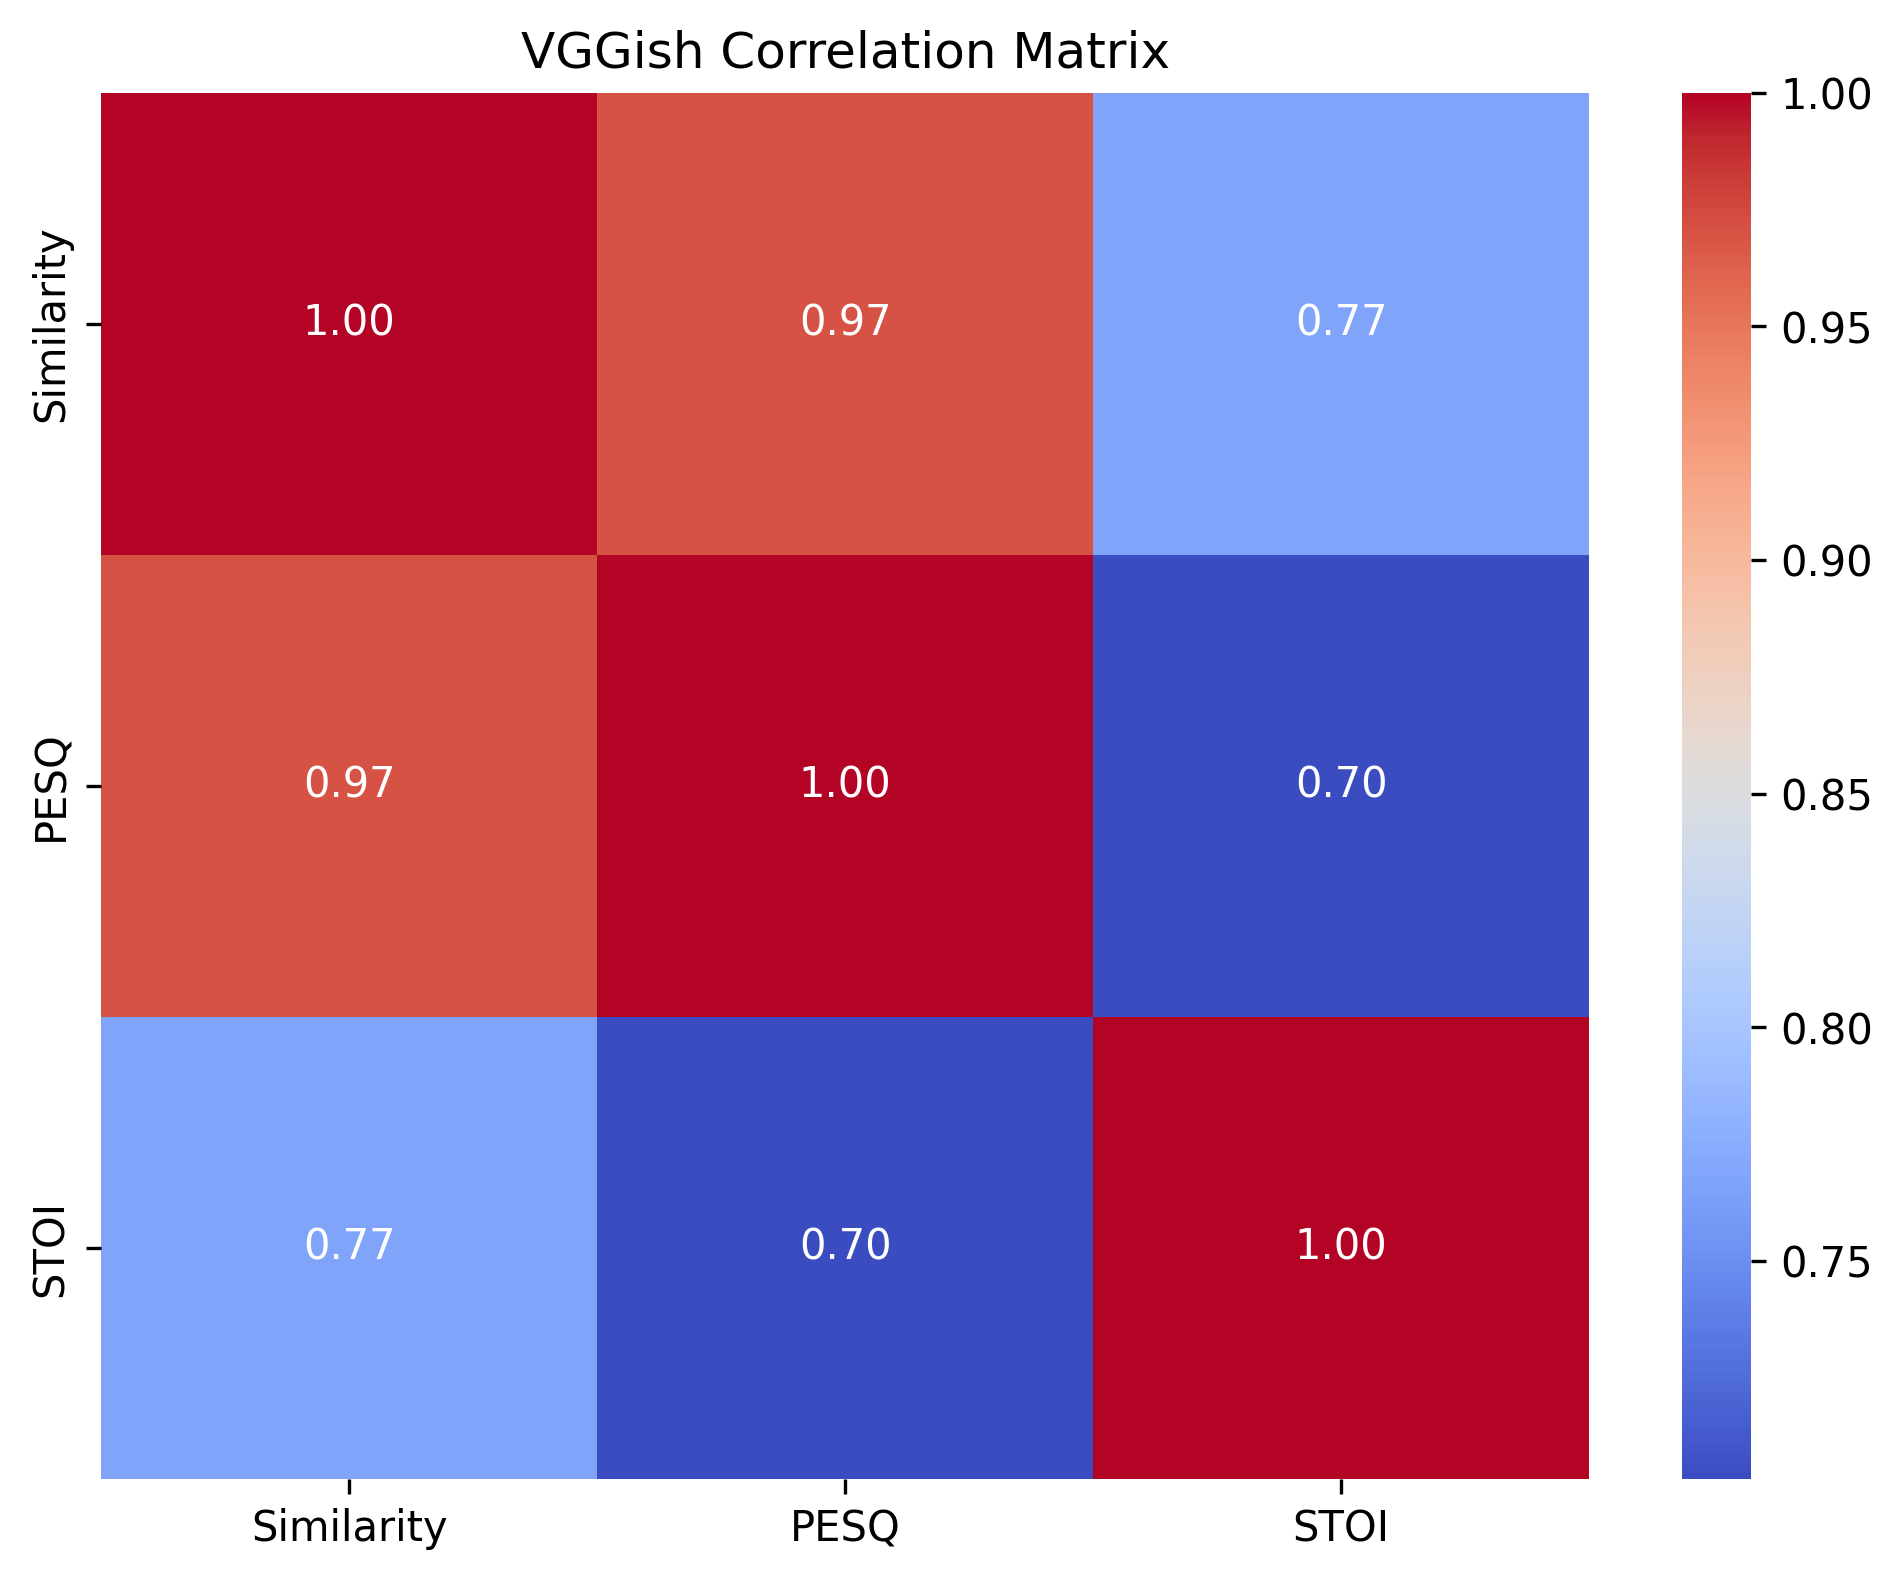 VGGish Correlation Matrix
Similarity
1.00 0.97 0.77
PESQ
0.97 1.00 0.70
STOI
0.77 0.70 1.00
Similarity PESQ STOI
1.00
0.95
0.90
0.85
0.80
0.75